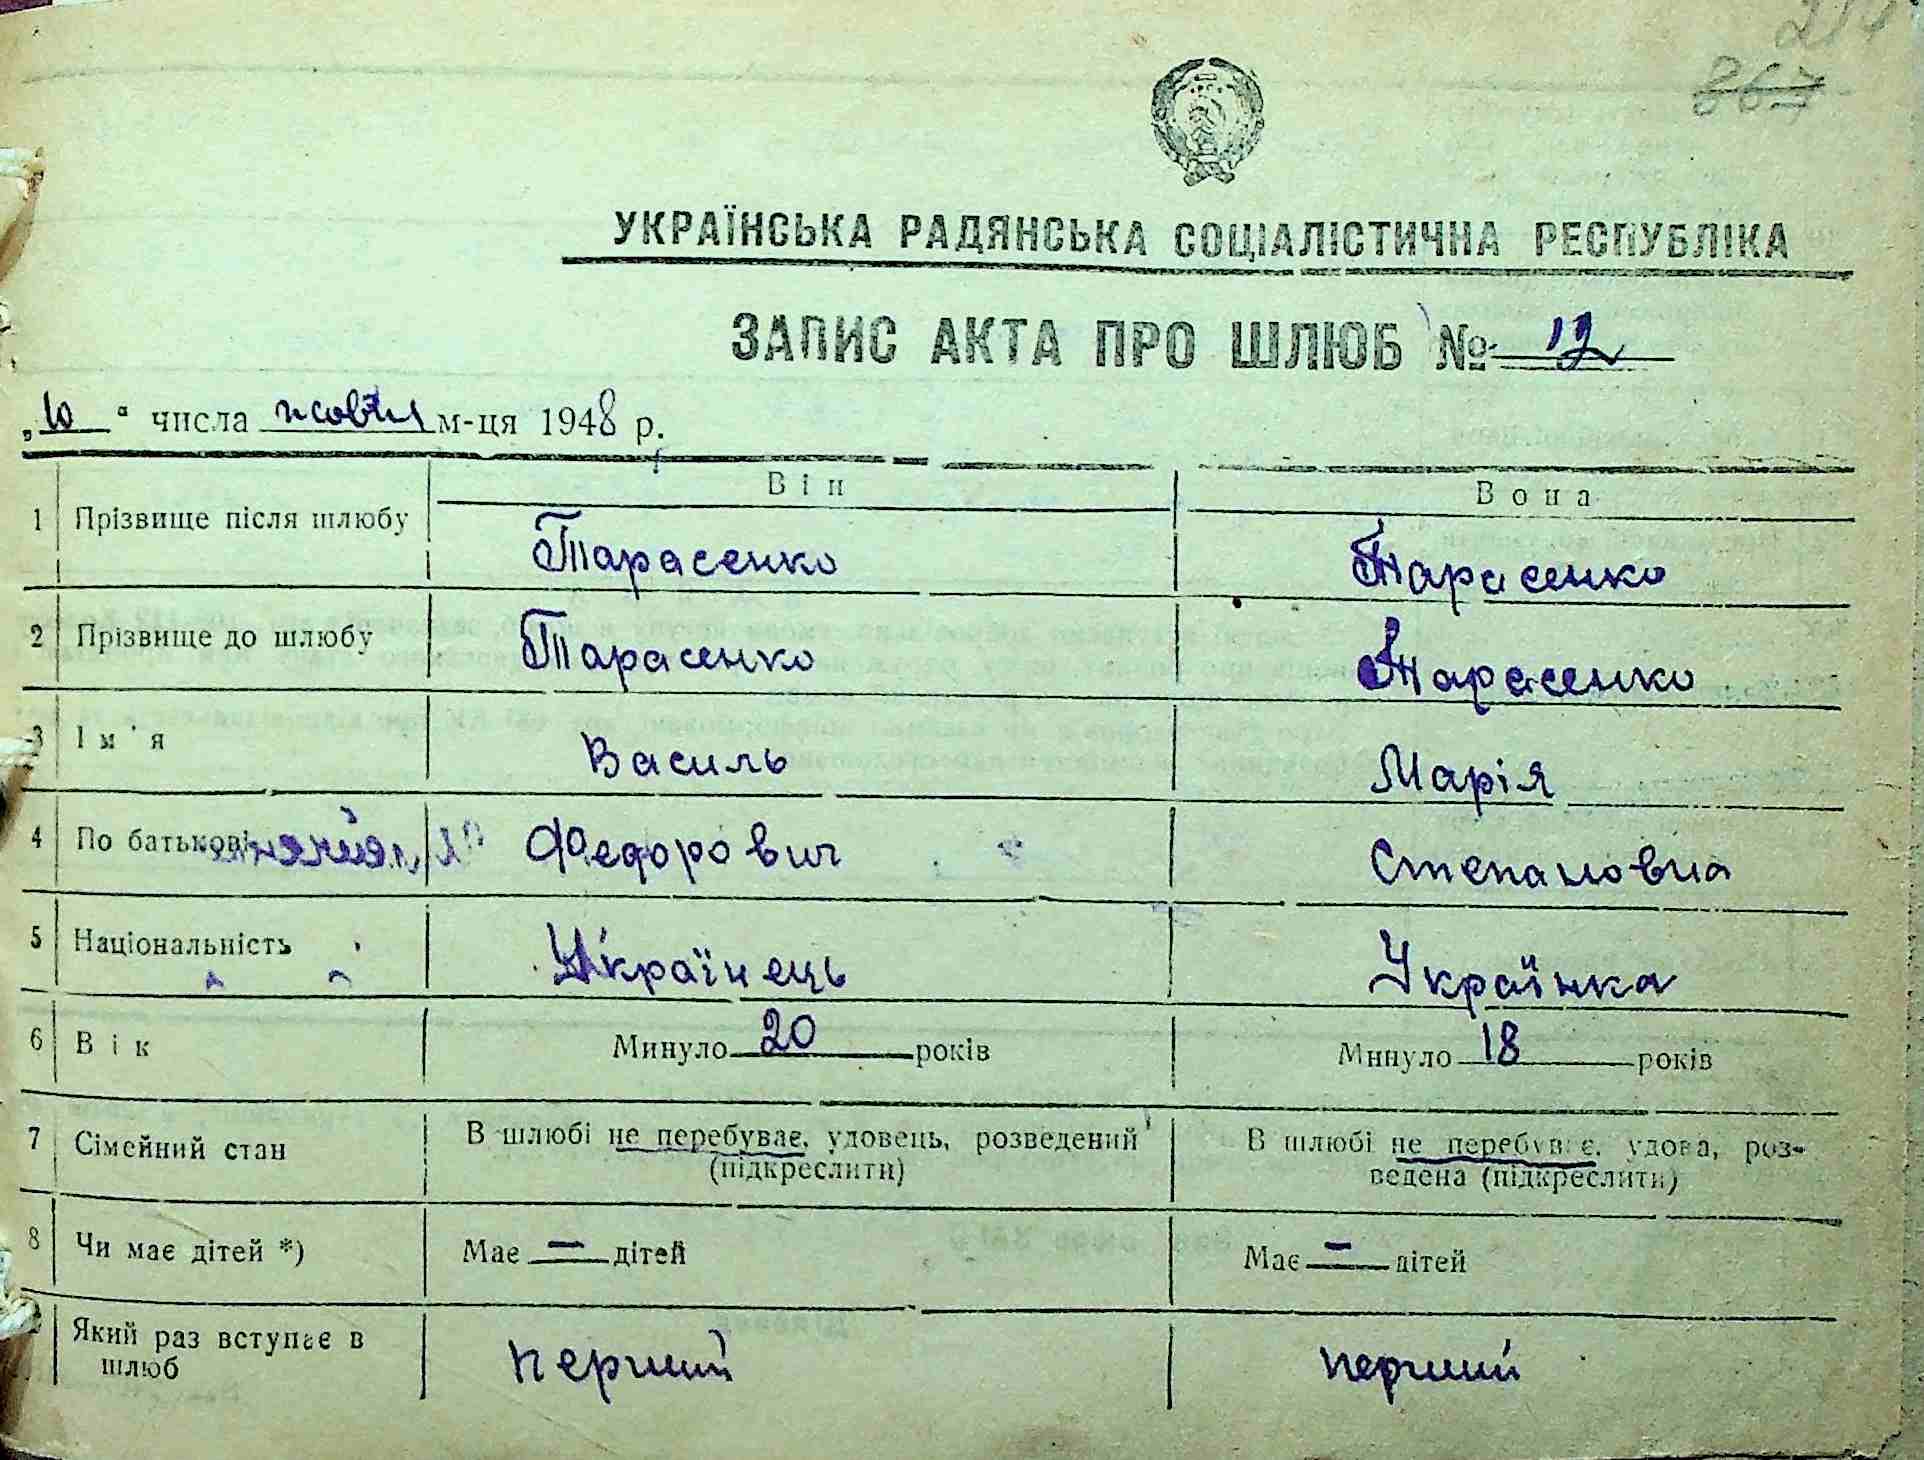 867
УКРАЇНСЬКА РАДЯНСЬКА СОЦІАЛІСТИЧНА РЕСПУБЛІКА
ЗАПИС АКТА ПРО ШЛЮБ № 12
„10“ числа жовтня м-ця 1948 р.
Він Вона
1 Прізвище після шлюбу Тарасенко Тарасенко
2 Прізвище до шлюбу Тарасенко Тарасенко
3 Ім'я Василь Марія
4 По батькові Федорович Степановна
5 Національність Українець Українка
6 Вік Минуло 20 років Минуло 18 років
7 Сімейний стан В шлюбі не перебуває, удовець, розведений (підкреслити) В шлюбі не перебуває, удова, роз-
ведена (підкреслити)
8 Чи має дітей *) Має — дітей Має — дітей
Який раз вступає в
шлюб перший перший